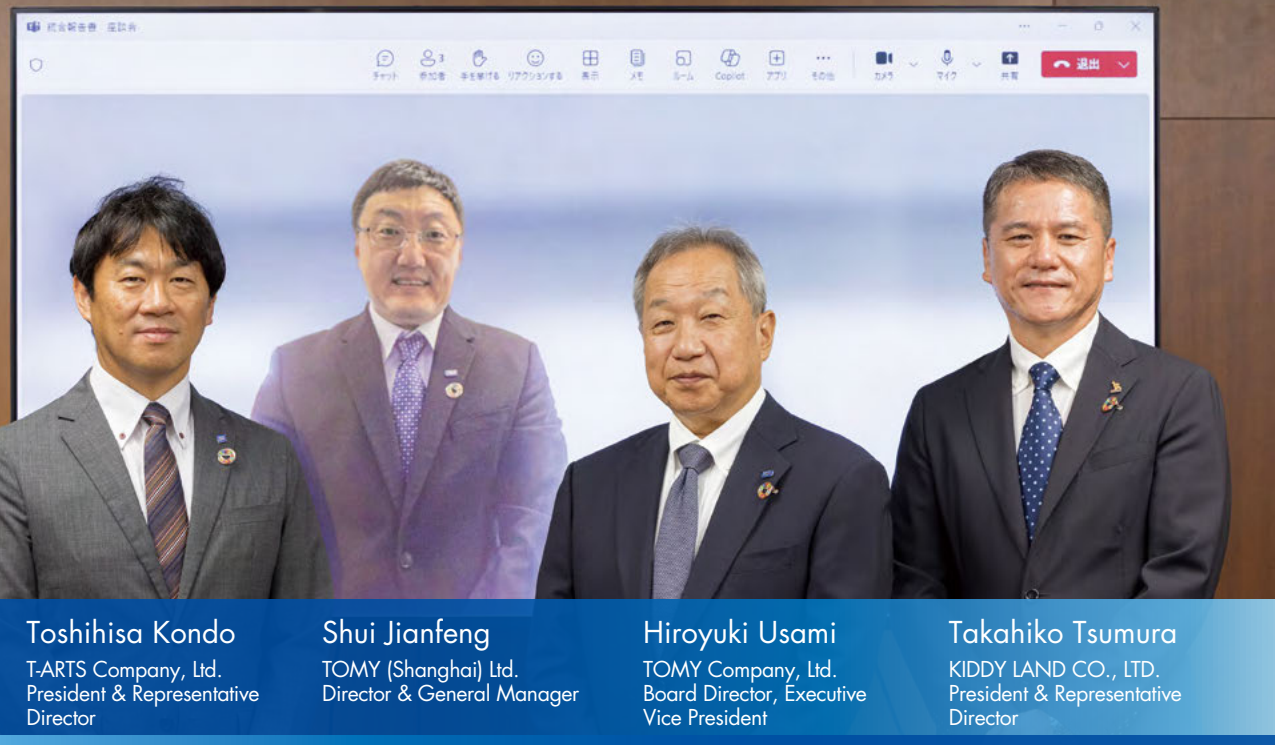 統合報告書 座談会
チャット
3
参加者
手を挙げる
リアクションする
表示
メモ
ルーム
Copilot
アプリ
その他
カメラ
マイク
共有
退出
Toshihisa Kondo
T-ARTS Company, Ltd.
President & Representative
Director
Shui Jianfeng
TOMY (Shanghai) Ltd.
Director & General Manager
Hiroyuki Usami
TOMY Company, Ltd.
Board Director, Executive
Vice President
Takahiko Tsumura
KIDDY LAND CO., LTD.
President & Representative
Director